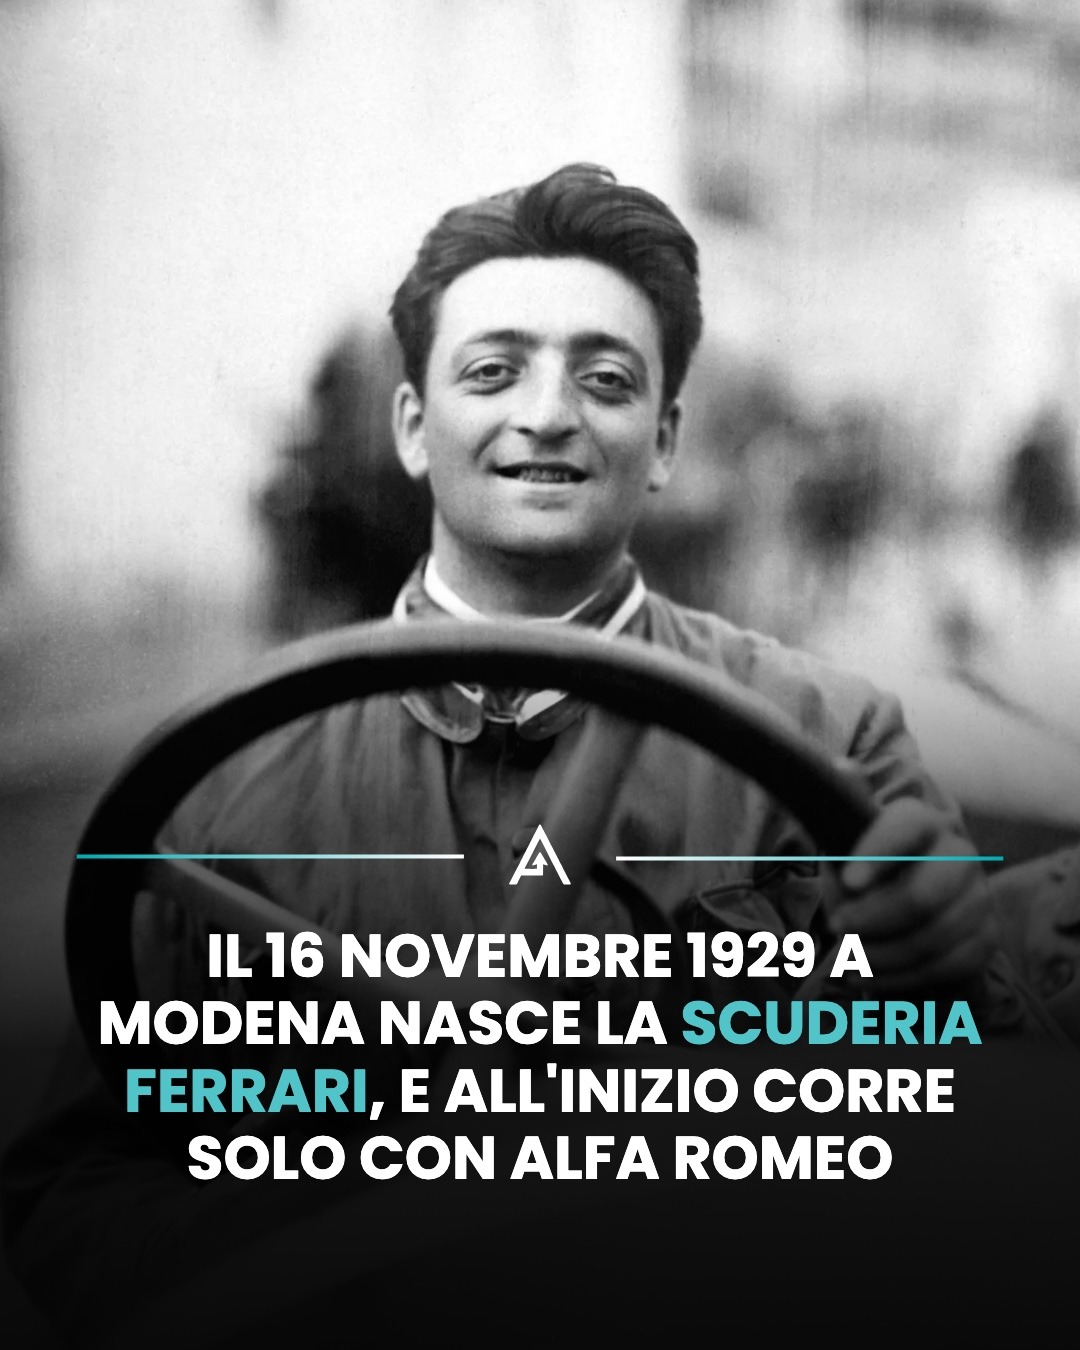 IL 16 NOVEMBRE 1929 A
MODENA NASCE LA SCUDERIA
FERRARI, E ALL'INIZIO CORRE
SOLO CON ALFA ROMEO